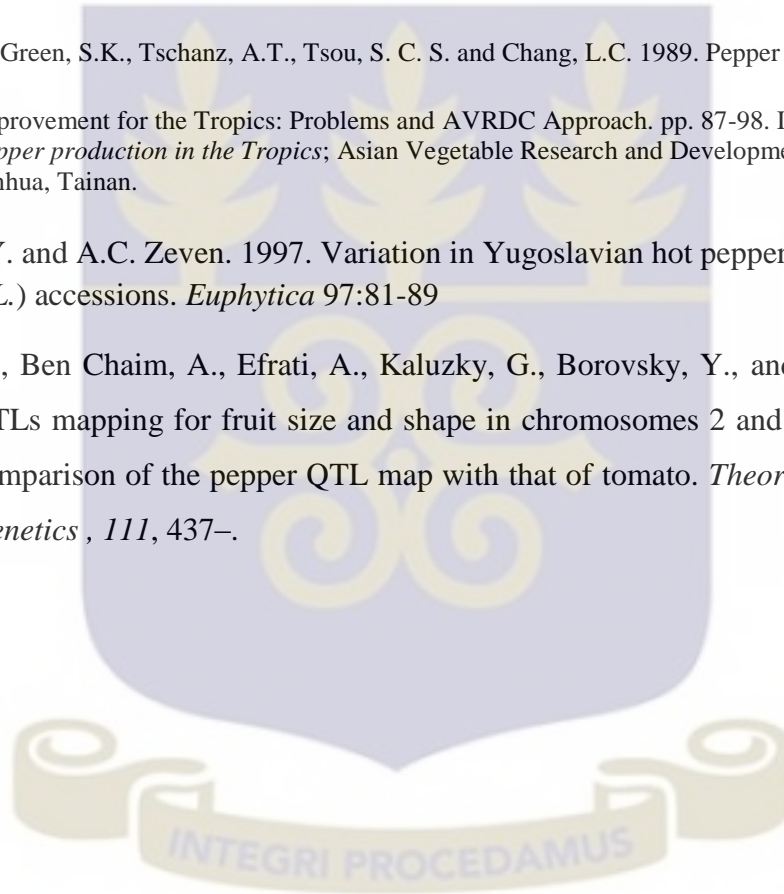 Green, S.K., Tschanz, A.T., Tsou, S. C. S. and Chang, L.C. 1989. Pepper
provement for the Tropics: Problems and AVRDC Approach. pp. 87-98.
pper production in the Tropics; Asian Vegetable Research and Developme
nhua, Tainan.
Y. and A.C. Zeven. 1997. Variation in Yugoslavian hot pepper
L.) accessions. Euphytica 97:81-89
., Ben Chaim, A., Efrati, A., Kaluzky, G., Borovsky, Y., and
TLs mapping for fruit size and shape in chromosomes 2 and
mparison of the pepper QTL map with that of tomato. Theor
enetics , 111, 437–.
INTEGRI PROCEDAMUS